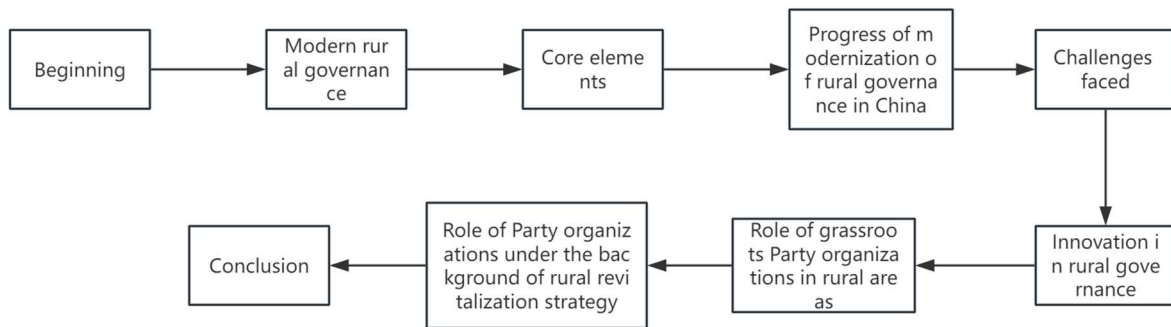 Beginning
Modern rur
al governan
ce
Core eleme
nts
Progress of m
odernization o
f rural governa
nce in China
Challenges
faced
Innovation i
n rural gove
rnance
Role of grassroo
ts Party organiza
tions in rural are
as
Role of Party organiz
ations under the bac
kground of rural revi
talization strategy
Conclusion